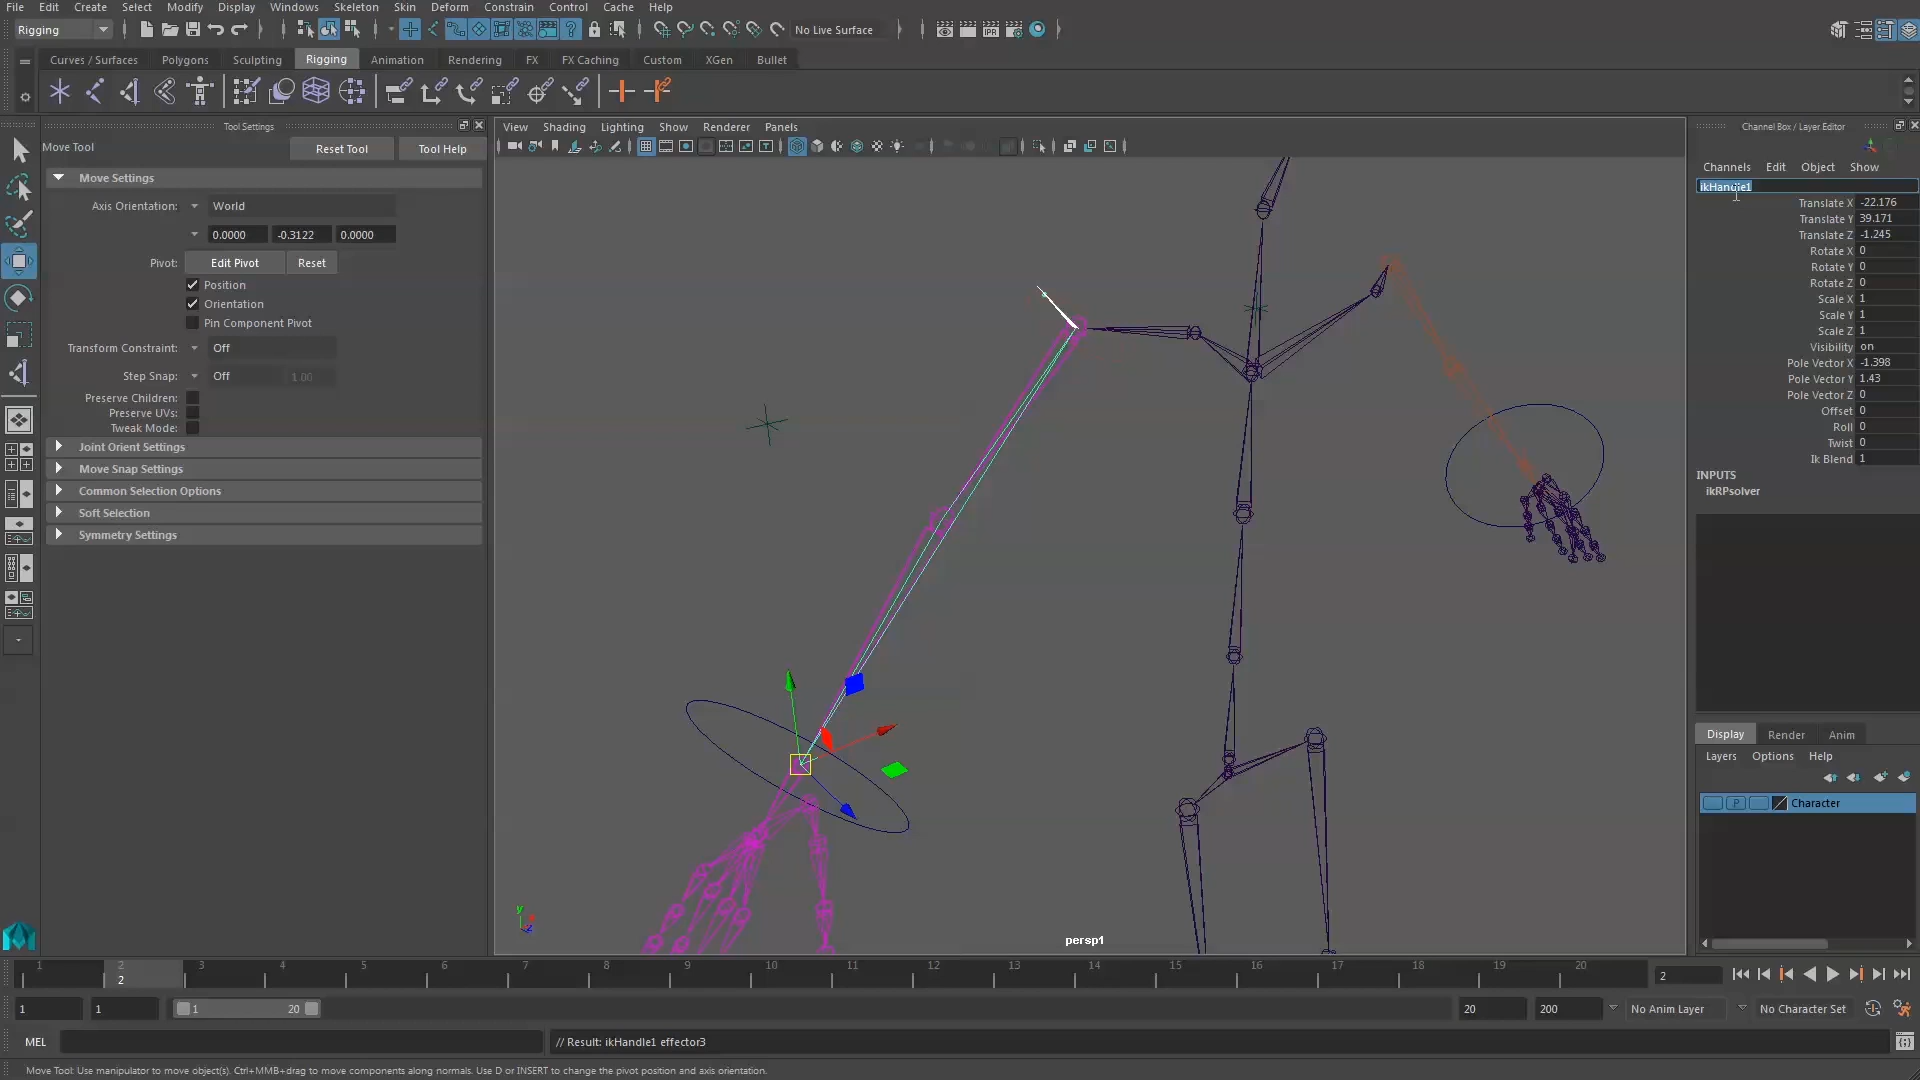 File Edit Create Select Modify Display Windows Skeleton Skin Deform Constrain Control Cache Help
Rigging No Live Surface IPR
Curves / Surfaces Polygons Sculpting Rigging Animation Rendering FX FX Caching Custom XGen Bullet
Tool Settings
Move Tool Reset Tool Tool Help
Move Settings
Axis Orientation: World
0.0000 -0.3122 0.0000
Pivot: Edit Pivot Reset
Position
Orientation
Pin Component Pivot
Transform Constraint: Off
Step Snap: Off 1.00
Preserve Children:
Preserve UVs:
Tweak Mode:
Joint Orient Settings
Move Snap Settings
Common Selection Options
Soft Selection
Symmetry Settings
View Shading Lighting Show Renderer Panels
y
persp1
Channel Box / Layer Editor
Channels Edit Object Show
ikHandle1
Translate X -22.176
Translate Y 39.171
Translate Z -1.245
Rotate X 0
Rotate Y 0
Rotate Z 0
Scale X 1
Scale Y 1
Scale Z 1
Visibility on
Pole Vector X -1.398
Pole Vector Y 1.43
Pole Vector Z 0
Offset 0
Roll 0
Twist 0
Ik Blend 1
INPUTS
ikRPsolver
Display Render Anim
Layers Options Help
P Character
1 2 3 4 5 6 7 8 9 10 11 12 13 14 15 16 17 18 19 20
2 2
1 1 1 20 20 200 No Anim Layer No Character Set
MEL // Result: ikHandle1 effector3
Move Tool: Use manipulator to move object(s). Ctrl+MMB+drag to move components along normals. Use D or INSERT to change the pivot position and axis orientation.